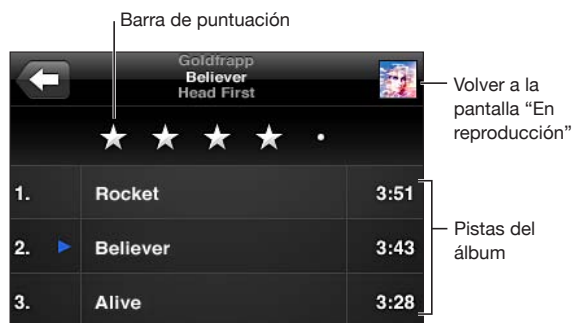 Barra de puntuación
Goldfrapp
Believer
Head First
Volver a la
pantalla “En
reproducción”
1. Rocket 3:51
2. Believer 3:43
3. Alive 3:28
Pistas del
álbum